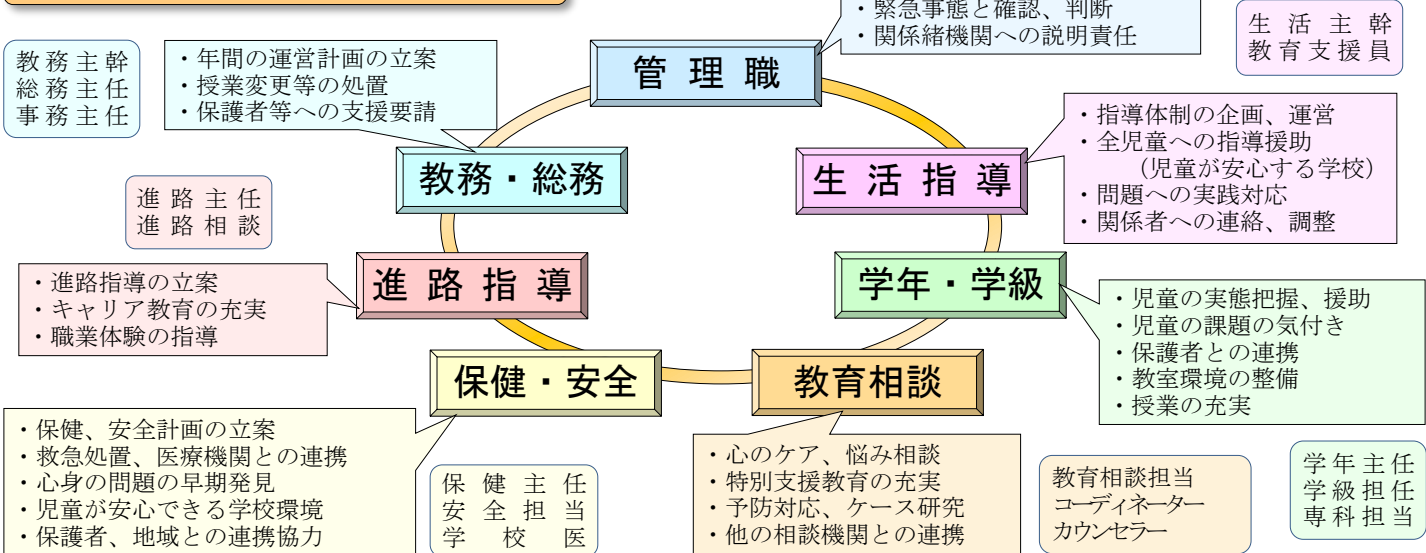 ・緊急事態と確認、判断
・関係緒機関への説明責任
生活主幹
教育支援員
教務主幹
総務主任
事務主任
・年間の運営計画の立案
・授業変更等の処置
・保護者等への支援要請
管理職
・指導体制の企画、運営
・全児童への指導援助
（児童が安心する学校）
・問題への実践対応
・関係者への連絡、調整
教務・総務
生活指導
進路主任
進路相談
・進路指導の立案
・キャリア教育の充実
・職業体験の指導
進路指導
学年・学級
・児童の実態把握、援助
・児童の課題の気付き
・保護者との連携
・教室環境の整備
・授業の充実
保健・安全
教育相談
・保健、安全計画の立案
・救急処置、医療機関との連携
・心身の問題の早期発見
・児童が安心できる学校環境
・保護者、地域との連携協力
保健主任
安全担当
学校医
・心のケア、悩み相談
・特別支援教育の充実
・予防対応、ケース研究
・他の相談機関との連携
教育相談担当
コーディネーター
カウンセラー
学年主任
学級担任
専科担当